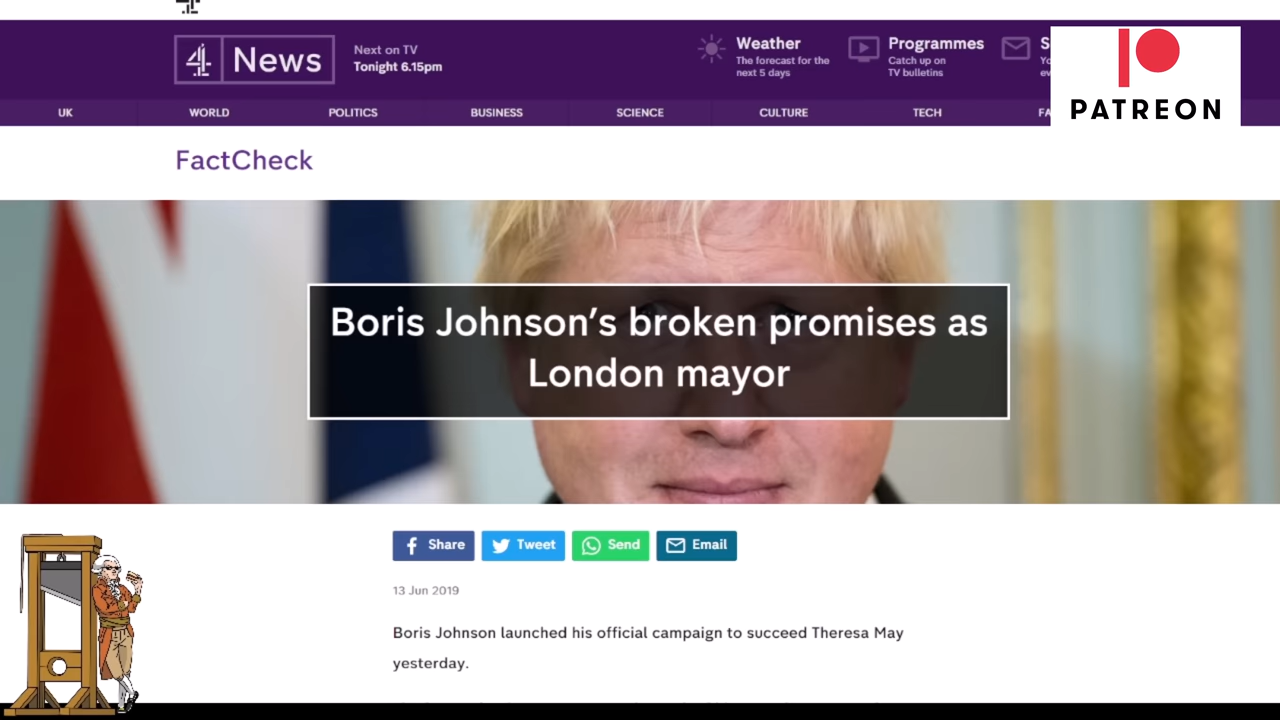 4 News
Next on TV
Tonight 6.15pm
Weather
The forecast for the
next 5 days
Programmes
Catch up on
TV bulletins
PATREON
UK
WORLD
POLITICS
BUSINESS
SCIENCE
CULTURE
TECH
FactCheck
Boris Johnson’s broken promises as
London mayor
Share
Tweet
Send
Email
13 Jun 2019
Boris Johnson launched his official campaign to succeed Theresa May
yesterday.